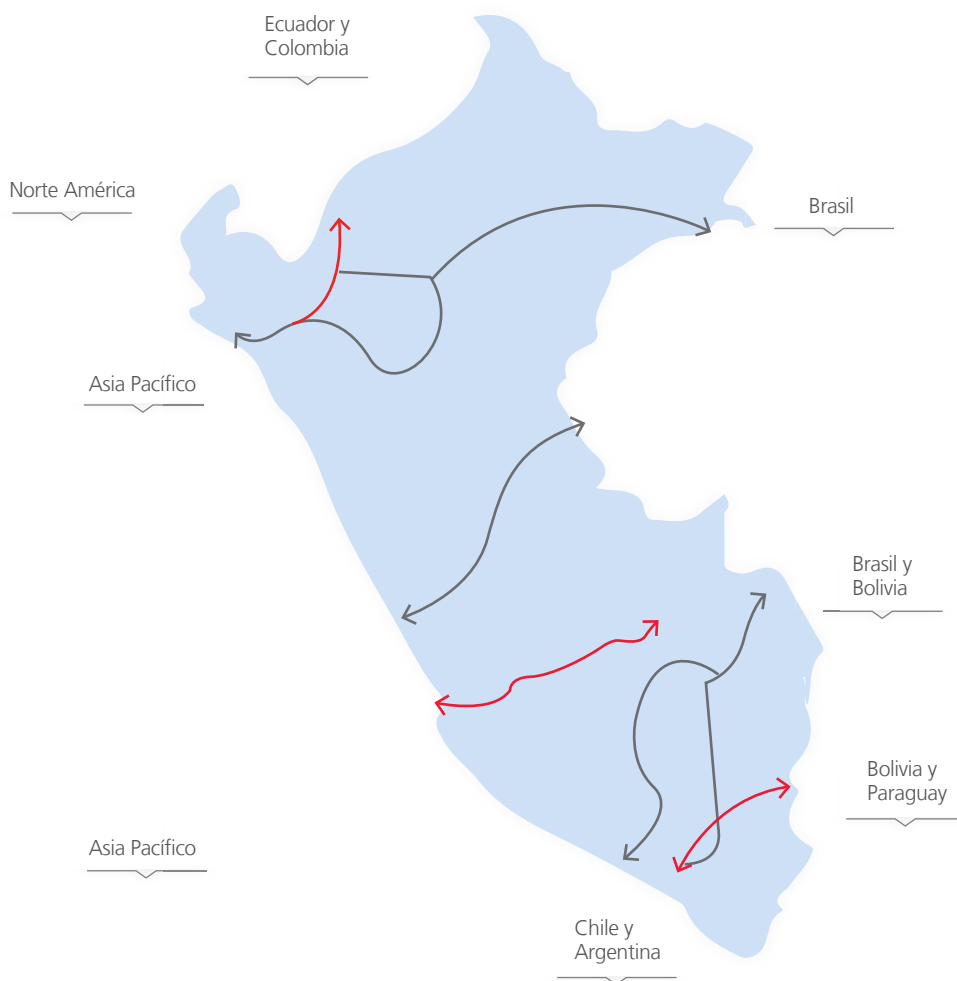 Ecuador y
Colombia
Norte América
Brasil
Asia Pacífico
Brasil y
Bolivia
Bolivia y
Paraguay
Asia Pacífico
Chile y
Argentina